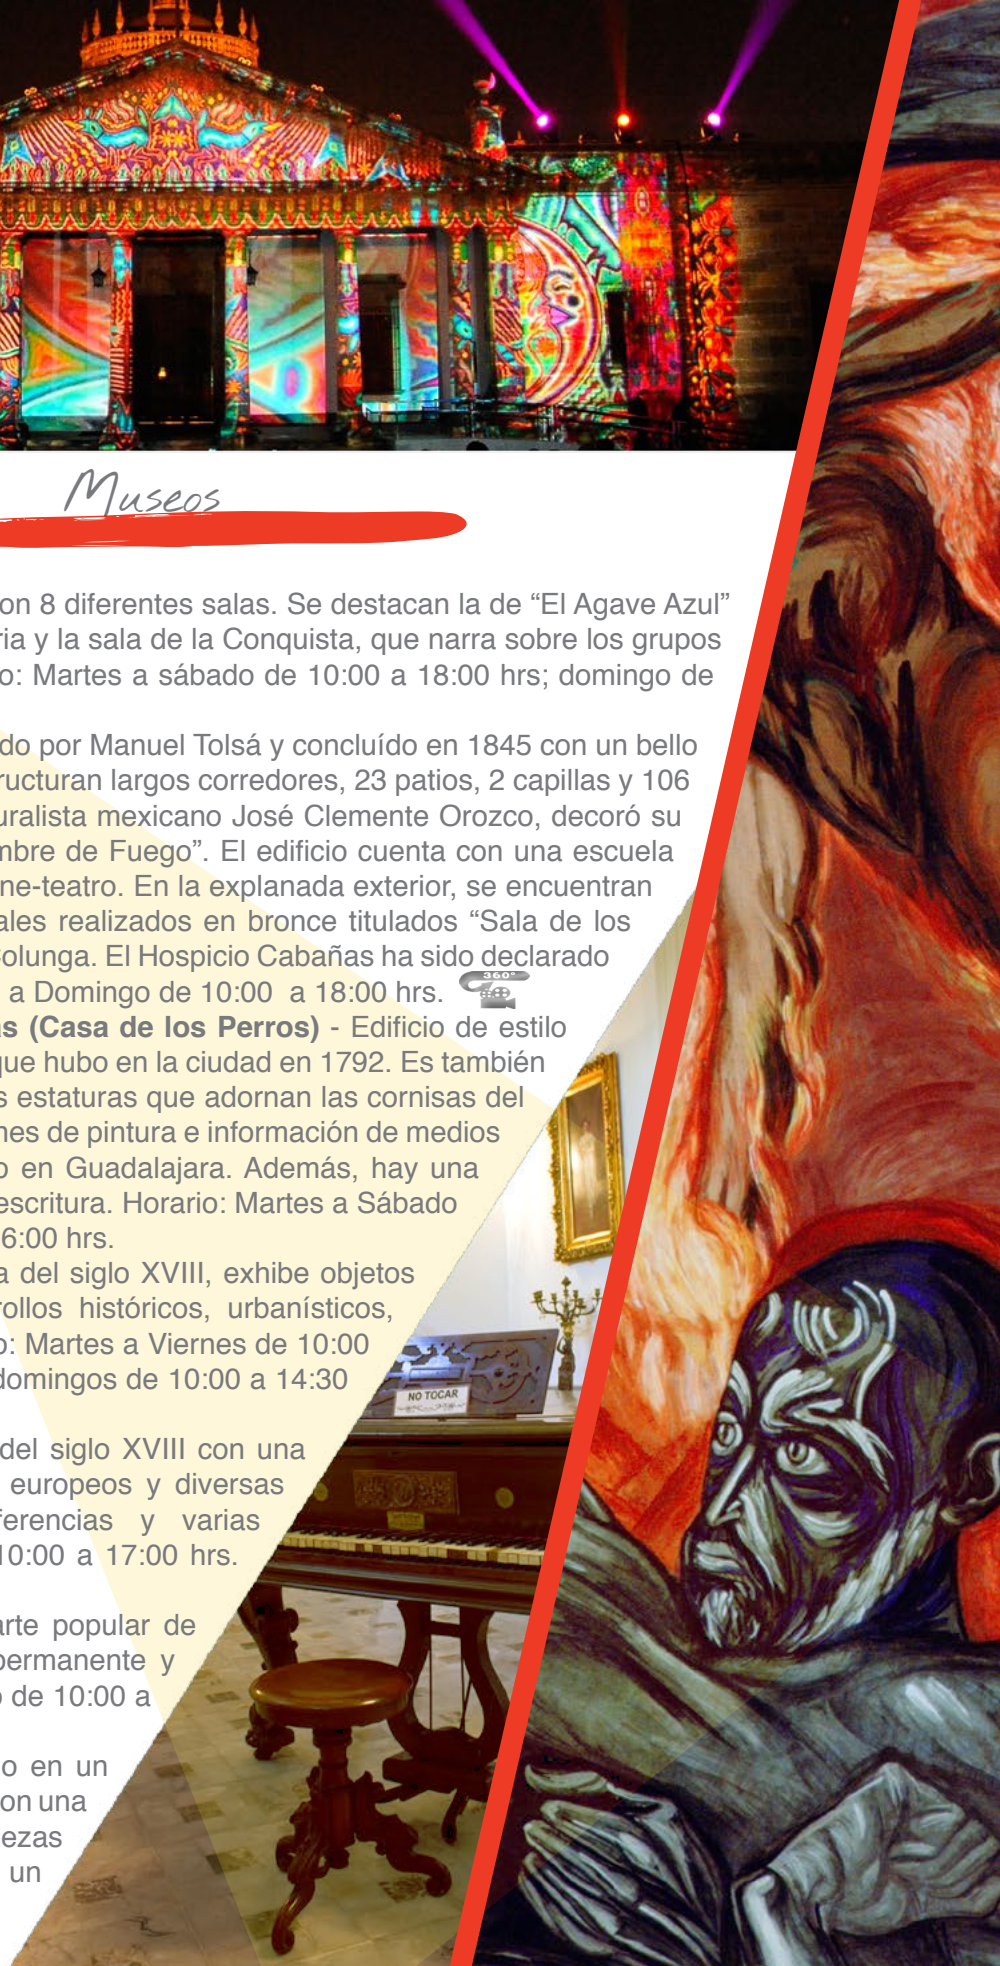 Museos
on 8 diferentes salas. Se destacan la de “El Agave Azul”
ria y la sala de la Conquista, que narra sobre los grupos
o: Martes a sábado de 10:00 a 18:00 hrs; domingo de
do por Manuel Tolsá y concluído en 1845 con un bello
ructuran largos corredores, 23 patios, 2 capillas y 106
uralista mexicano José Clemente Orozco, decoró su
mbre de Fuego”. El edificio cuenta con una escuela
ne-teatro. En la explanada exterior, se encuentran
ales realizados en bronce titulados “Sala de los
Colunga. El Hospicio Cabañas ha sido declarado
a Domingo de 10:00 a 18:00 hrs.
360°
as (Casa de los Perros) - Edificio de estilo
que hubo en la ciudad en 1792. Es también
s estaturas que adornan las cornisas del
nes de pintura e información de medios
o en Guadalajara. Además, hay una
escritura. Horario: Martes a Sábado
6:00 hrs.
a del siglo XVIII, exhibe objetos
rollos históricos, urbanísticos,
o: Martes a Viernes de 10:00
domingos de 10:00 a 14:30
NO TOCAR
del siglo XVIII con una
europeos y diversas
ferencias y varias
10:00 a 17:00 hrs.
arte popular de
permanente y
o de 10:00 a
o en un
on una
ezas
un